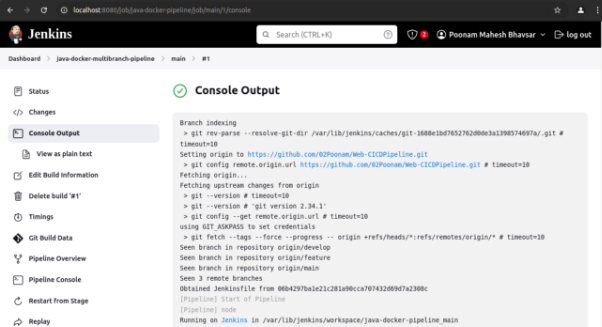 localhost:8080/job/java-docker-pipeline/job/main/1/console
Jenkins
Search (CTRL+K)
2
Poonam Mahesh Bhavsar
log out
Dashboard > java-docker-multibranch-pipeline > main > #1
Status
Changes
Console Output
View as plain text
Edit Build Information
Delete build '#1'
Timings
Git Build Data
Pipeline Overview
Pipeline Console
Restart from Stage
Replay
Console Output
Branch indexing
> git rev-parse --resolve-git-dir /var/lib/jenkins/caches/git-1688e1bd7652762d0de3a1398574697a/.git #
timeout=10
Setting origin to https://github.com/02Poonam/Web-CICDPipeline.git
> git config remote.origin.url https://github.com/02Poonam/Web-CICDPipeline.git # timeout=10
Fetching origin...
Fetching upstream changes from origin
> git --version # timeout=10
> git --version # 'git version 2.34.1'
> git config --get remote.origin.url # timeout=10
using GIT_ASKPASS to set credentials
> git fetch --tags --force --progress -- origin +refs/heads/*:refs/remotes/origin/* # timeout=10
Seen branch in repository origin/develop
Seen branch in repository origin/feature
Seen branch in repository origin/main
Seen 3 remote branches
Obtained Jenkinsfile from 06b4297ba1e21c281a90cca707432d69d7a2308c
[Pipeline] Start of Pipeline
[Pipeline] node
Running on Jenkins in /var/lib/jenkins/workspace/java-docker-pipeline_main